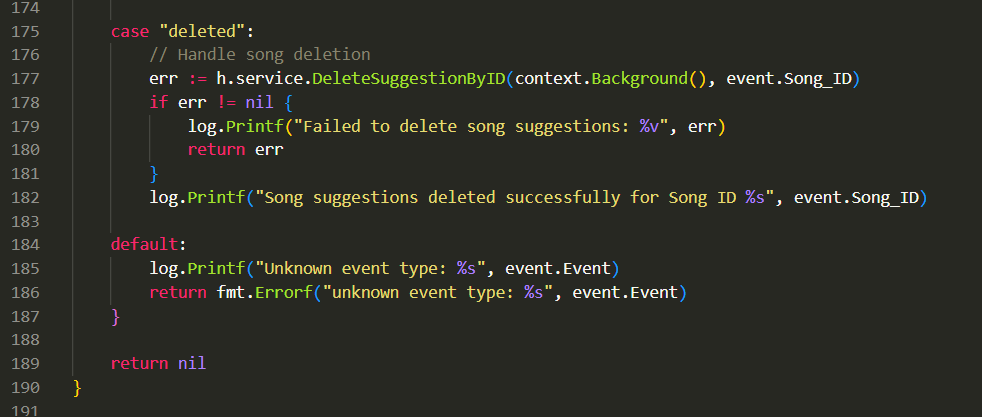 174
175 case "deleted":
176 // Handle song deletion
177 err := h.service.DeleteSuggestionByID(context.Background(), event.Song_ID)
178 if err != nil {
179 log.Printf("Failed to delete song suggestions: %v", err)
180 return err
181 }
182 log.Printf("Song suggestions deleted successfully for Song ID %s", event.Song_ID)
183
184 default:
185 log.Printf("Unknown event type: %s", event.Event)
186 return fmt.Errorf("unknown event type: %s", event.Event)
187 }
188
189 return nil
190 }
191